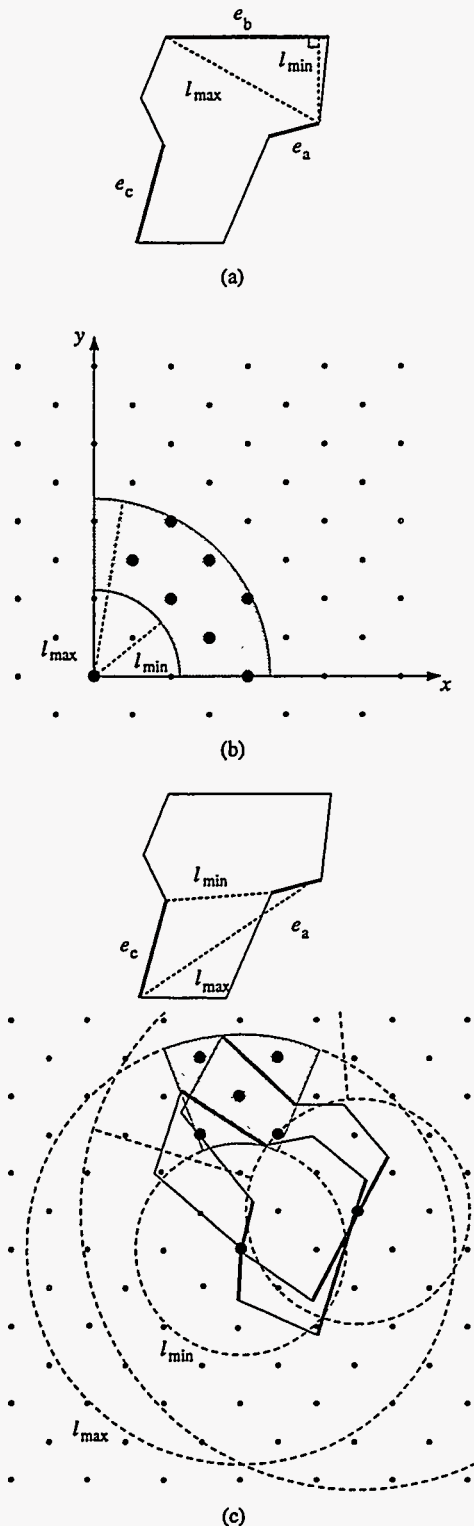 e_b
l_min
l_max
e_a
e_c
(a)
y
l_max
l_min
x
(b)
l_min
e_c
e_a
l_max
l_min
l_max
(c)